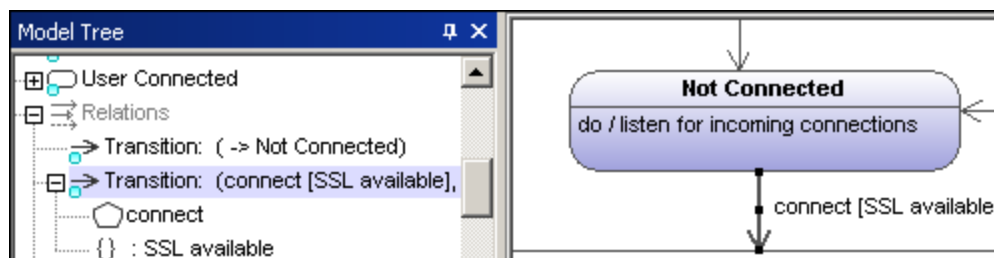 Model Tree
User Connected
Relations
Transition: ( -> Not Connected)
Transition: (connect [SSL available],
connect
{} : SSL available
Not Connected
do / listen for incoming connections
connect [SSL available